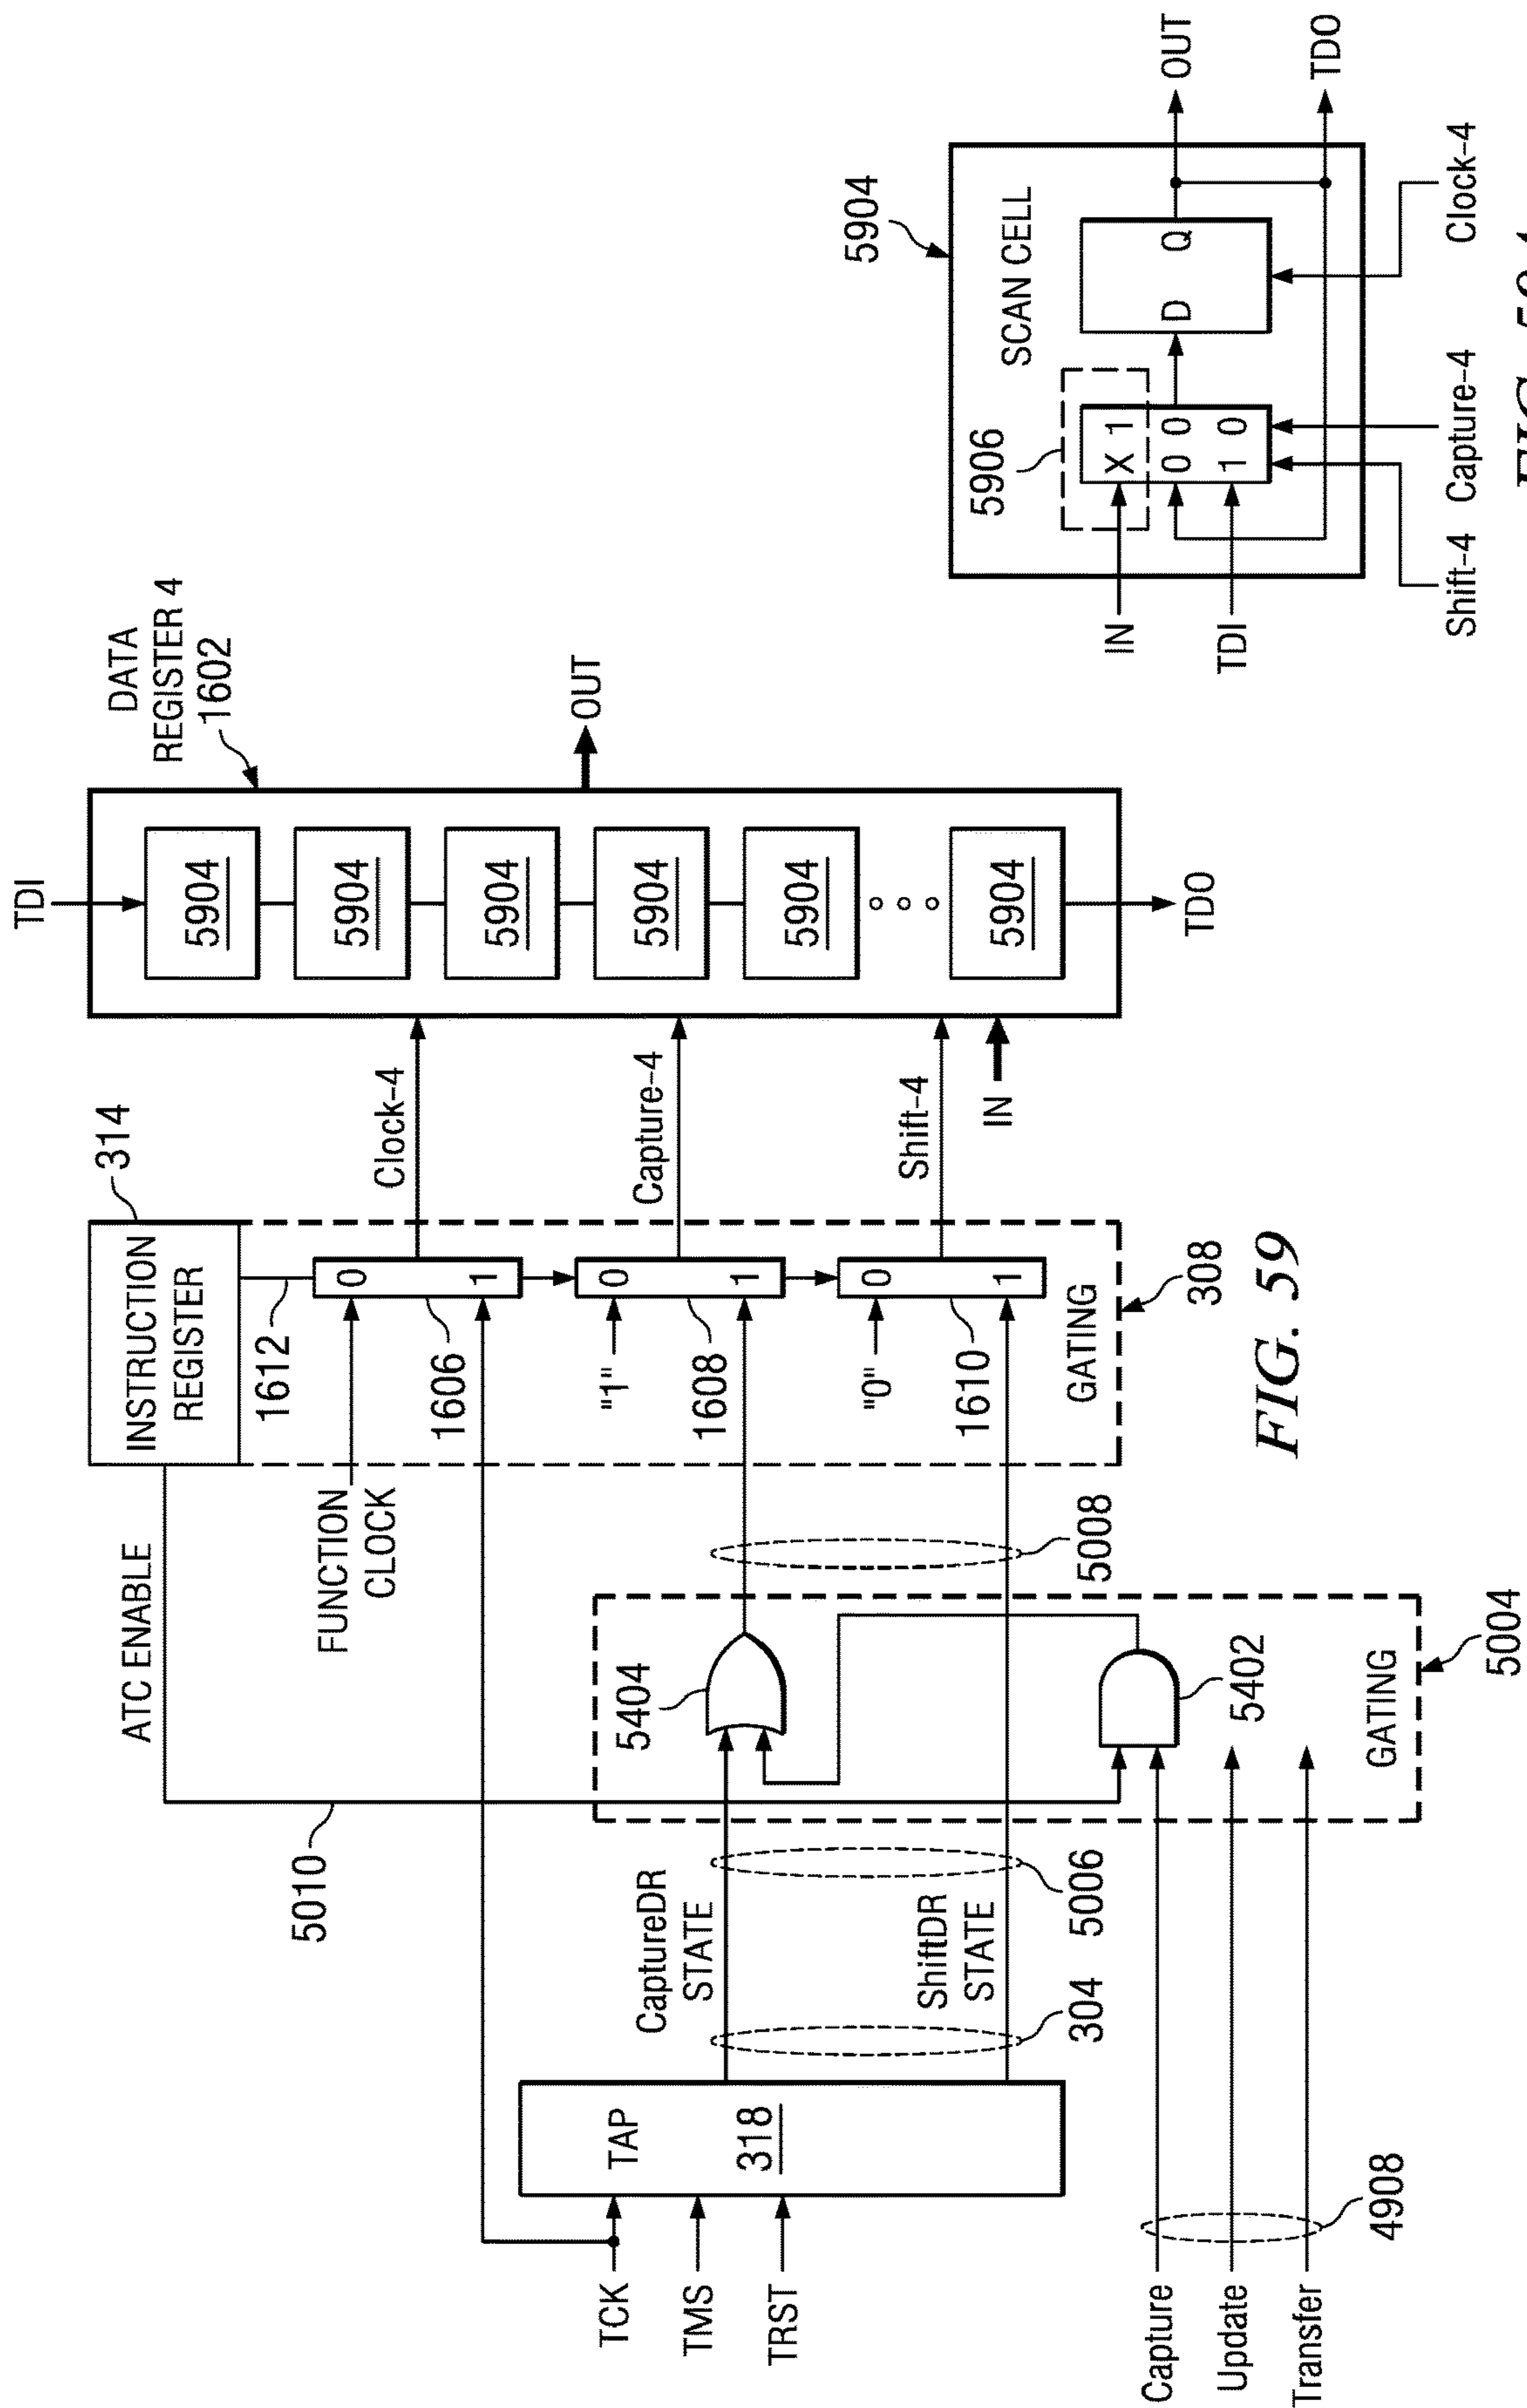 314
INSTRUCTION
REGISTER
ATC ENABLE
5010
FUNCTION
CLOCK
1612
0
1
1606
"1"
0
1
1608
"0"
0
1
1610
GATING
308
Clock-4
Capture-4
Shift-4
IN
TDI
DATA
REGISTER 4
1602
5904
5904
5904
5904
5904
5904
OUT
TDO
TCK
TMS
TRST
TAP
318
CaptureDR
STATE
ShiftDR
STATE
304
5006
5404
5008
5402
GATING
5004
Capture
Update
Transfer
4908
FIG. 59
5904
SCAN CELL
5906
IN
TDI
X 1
0 0
1 0
D Q
OUT
TDO
Shift-4
Capture-4
Clock-4